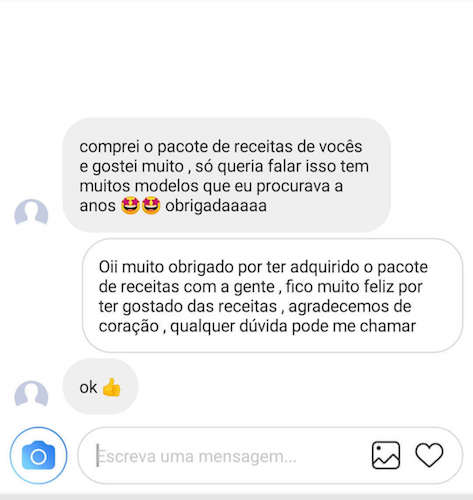 comprei o pacote de receitas de vocês
e gostei muito , só queria falar isso tem
muitos modelos que eu procurava a
anos 🤩🤩 obrigadaaaaa
Oii muito obrigado por ter adquirido o pacote
de receitas com a gente , fico muito feliz por
ter gostado das receitas , agradecemos de
coração , qualquer dúvida pode me chamar
ok 👍
Escreva uma mensagem...